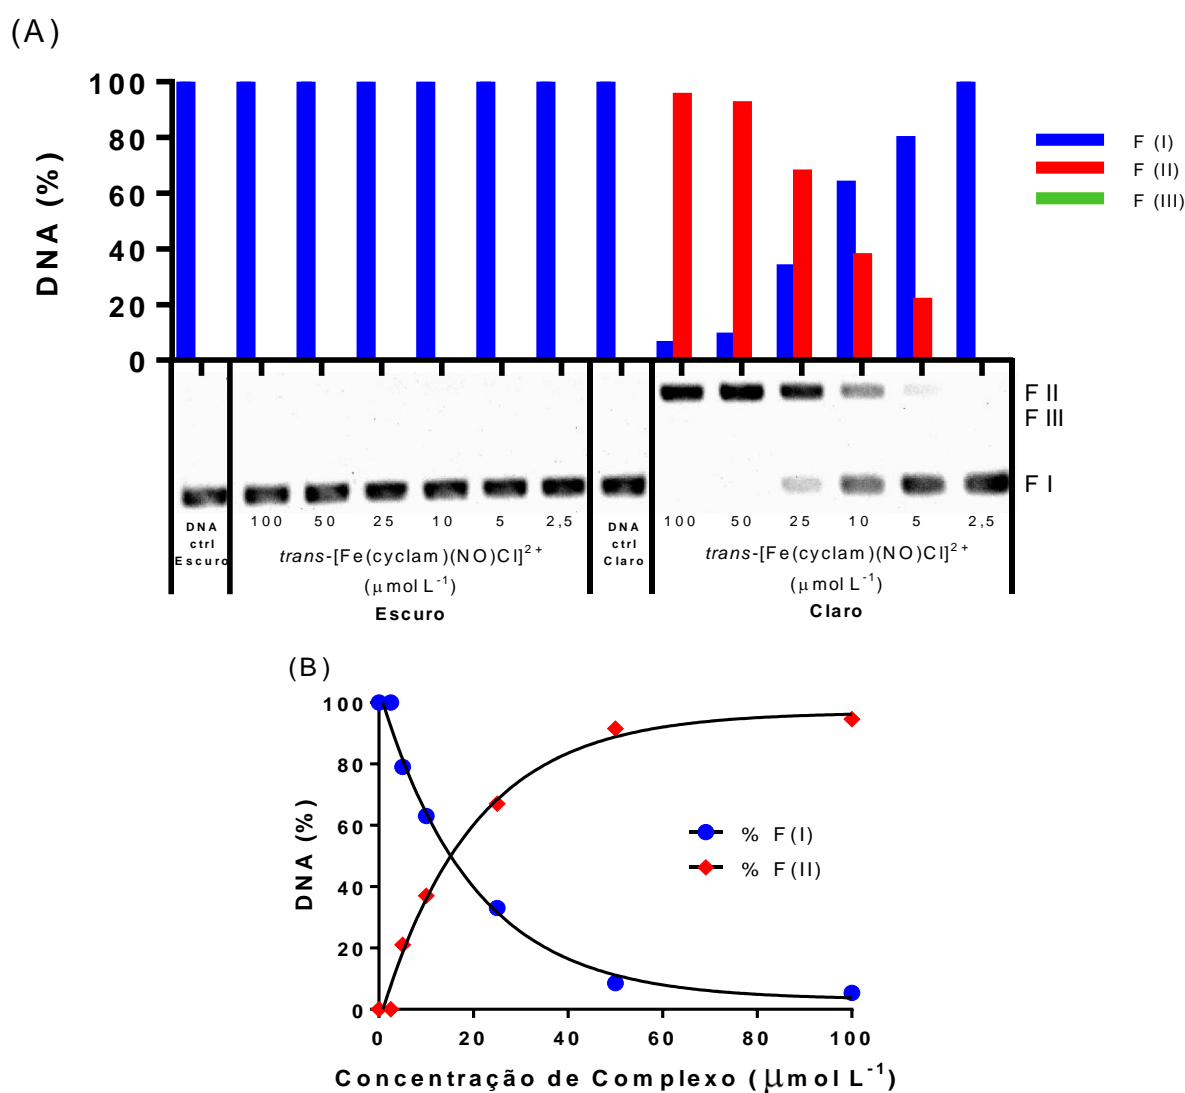 (A)
DNA (%)
100
80
60
40
20
0
F (I)
F (II)
F (III)
F II
F III
F I
DNA ctrl Escuro
100 50 25 10 5 2,5
trans-[Fe(cyclam)(NO)Cl]²⁺
(μmol L⁻¹)
Escuro
DNA ctrl Claro
100 50 25 10 5 2,5
trans-[Fe(cyclam)(NO)Cl]²⁺
(μmol L⁻¹)
Claro
(B)
DNA (%)
100
80
60
40
20
0
% F(I)
% F(II)
0 20 40 60 80 100
Concentração de Complexo (μmol L⁻¹)